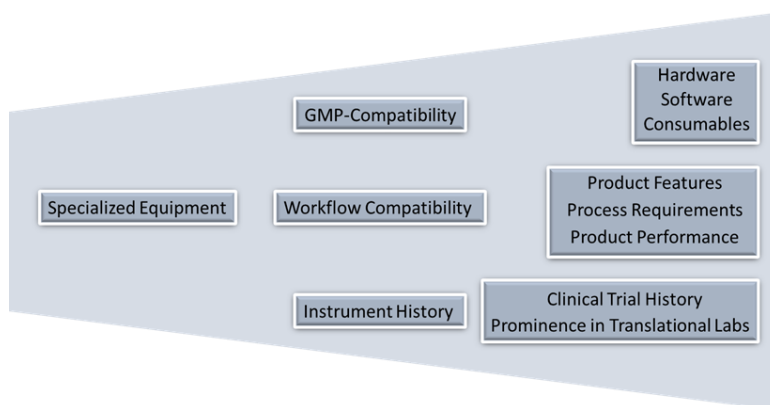 Specialized Equipment
GMP-Compatibility
Hardware
Software
Consumables
Workflow Compatibility
Product Features
Process Requirements
Product Performance
Instrument History
Clinical Trial History
Prominence in Translational Labs